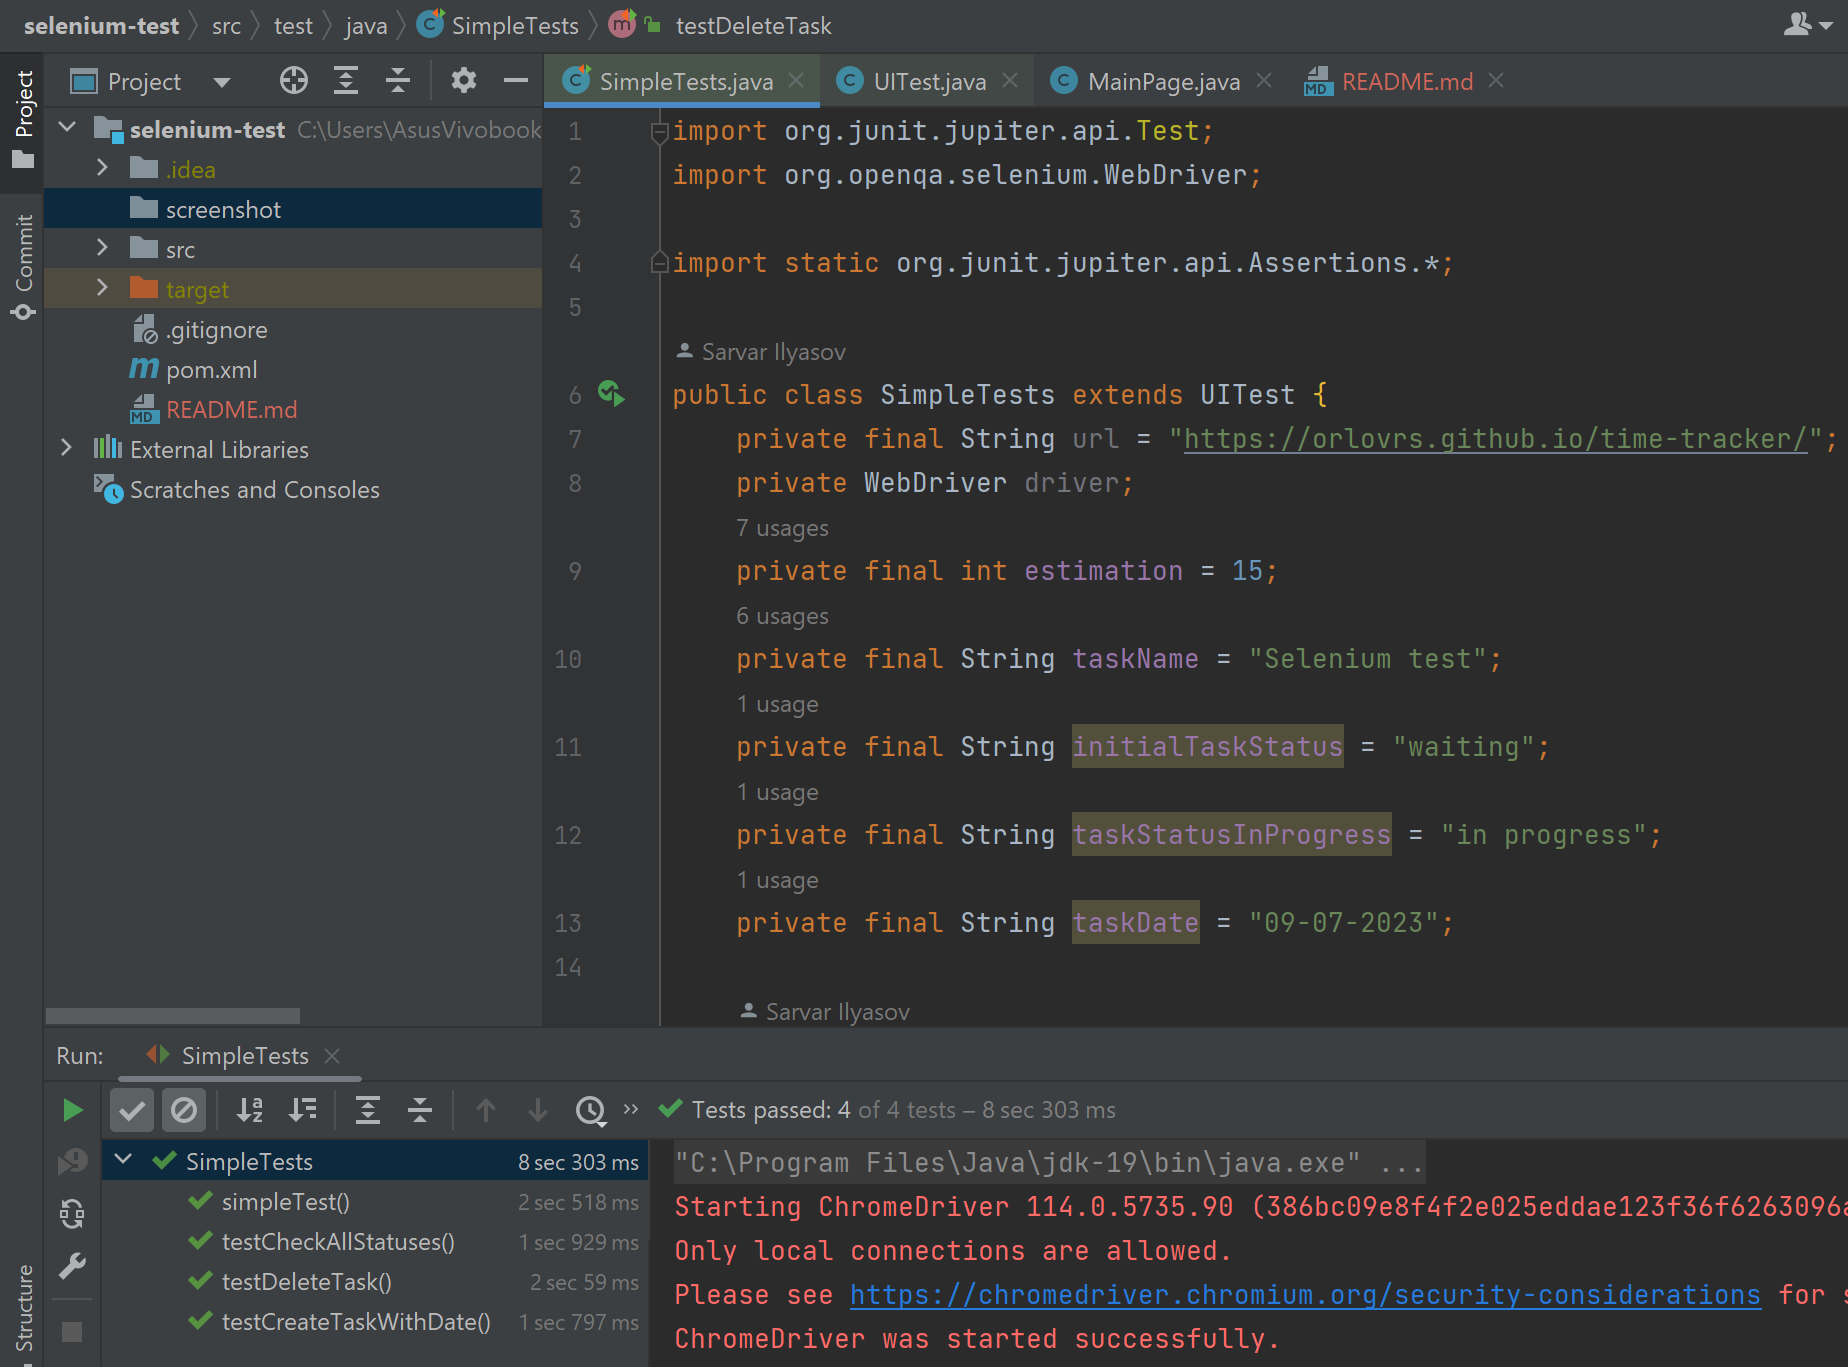 selenium-test src test java SimpleTests testDeleteTask
Project
SimpleTests.java UITest.java MainPage.java README.md
Project
Commit
Structure
selenium-test C:\Users\AsusVivobook
.idea
screenshot
src
target
.gitignore
pom.xml
README.md
External Libraries
Scratches and Consoles
1 import org.junit.jupiter.api.Test;
2 import org.openqa.selenium.WebDriver;
3
4 import static org.junit.jupiter.api.Assertions.*;
5
Sarvar Ilyasov
6 public class SimpleTests extends UITest {
7 private final String url = "https://orlovrs.github.io/time-tracker/";
8 private WebDriver driver;
7 usages
9 private final int estimation = 15;
6 usages
10 private final String taskName = "Selenium test";
1 usage
11 private final String initialTaskStatus = "waiting";
1 usage
12 private final String taskStatusInProgress = "in progress";
1 usage
13 private final String taskDate = "09-07-2023";
14
Sarvar Ilyasov
Run: SimpleTests
Tests passed: 4 of 4 tests – 8 sec 303 ms
SimpleTests 8 sec 303 ms
simpleTest() 2 sec 518 ms
testCheckAllStatuses() 1 sec 929 ms
testDeleteTask() 2 sec 59 ms
testCreateTaskWithDate() 1 sec 797 ms
"C:\Program Files\Java\jdk-19\bin\java.exe" ...
Starting ChromeDriver 114.0.5735.90 (386bc09e8f4f2e025eddae123f36f6263096a
Only local connections are allowed.
Please see https://chromedriver.chromium.org/security-considerations for s
ChromeDriver was started successfully.